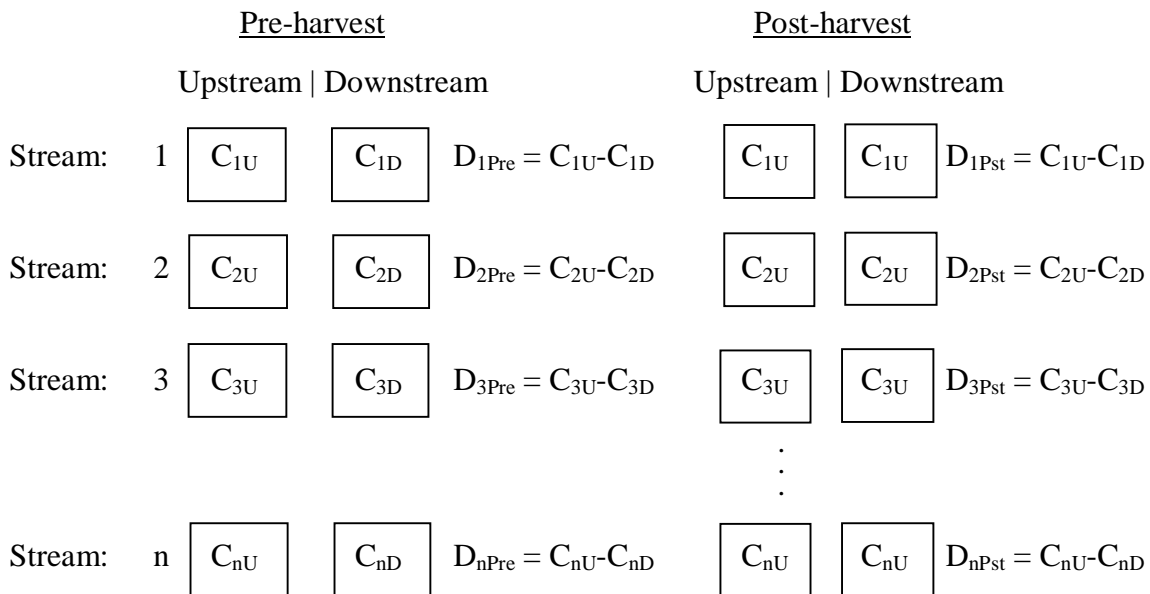 Pre-harvest Post-harvest
Upstream | Downstream Upstream | Downstream
Stream: 1 C1U C1D D1Pre = C1U-C1D C1U C1U D1Pst = C1U-C1D
Stream: 2 C2U C2D D2Pre = C2U-C2D C2U C2U D2Pst = C2U-C2D
Stream: 3 C3U C3D D3Pre = C3U-C3D C3U C3U D3Pst = C3U-C3D
.
.
.
Stream: n CnU CnD DnPre = CnU-CnD CnU CnU DnPst = CnU-CnD